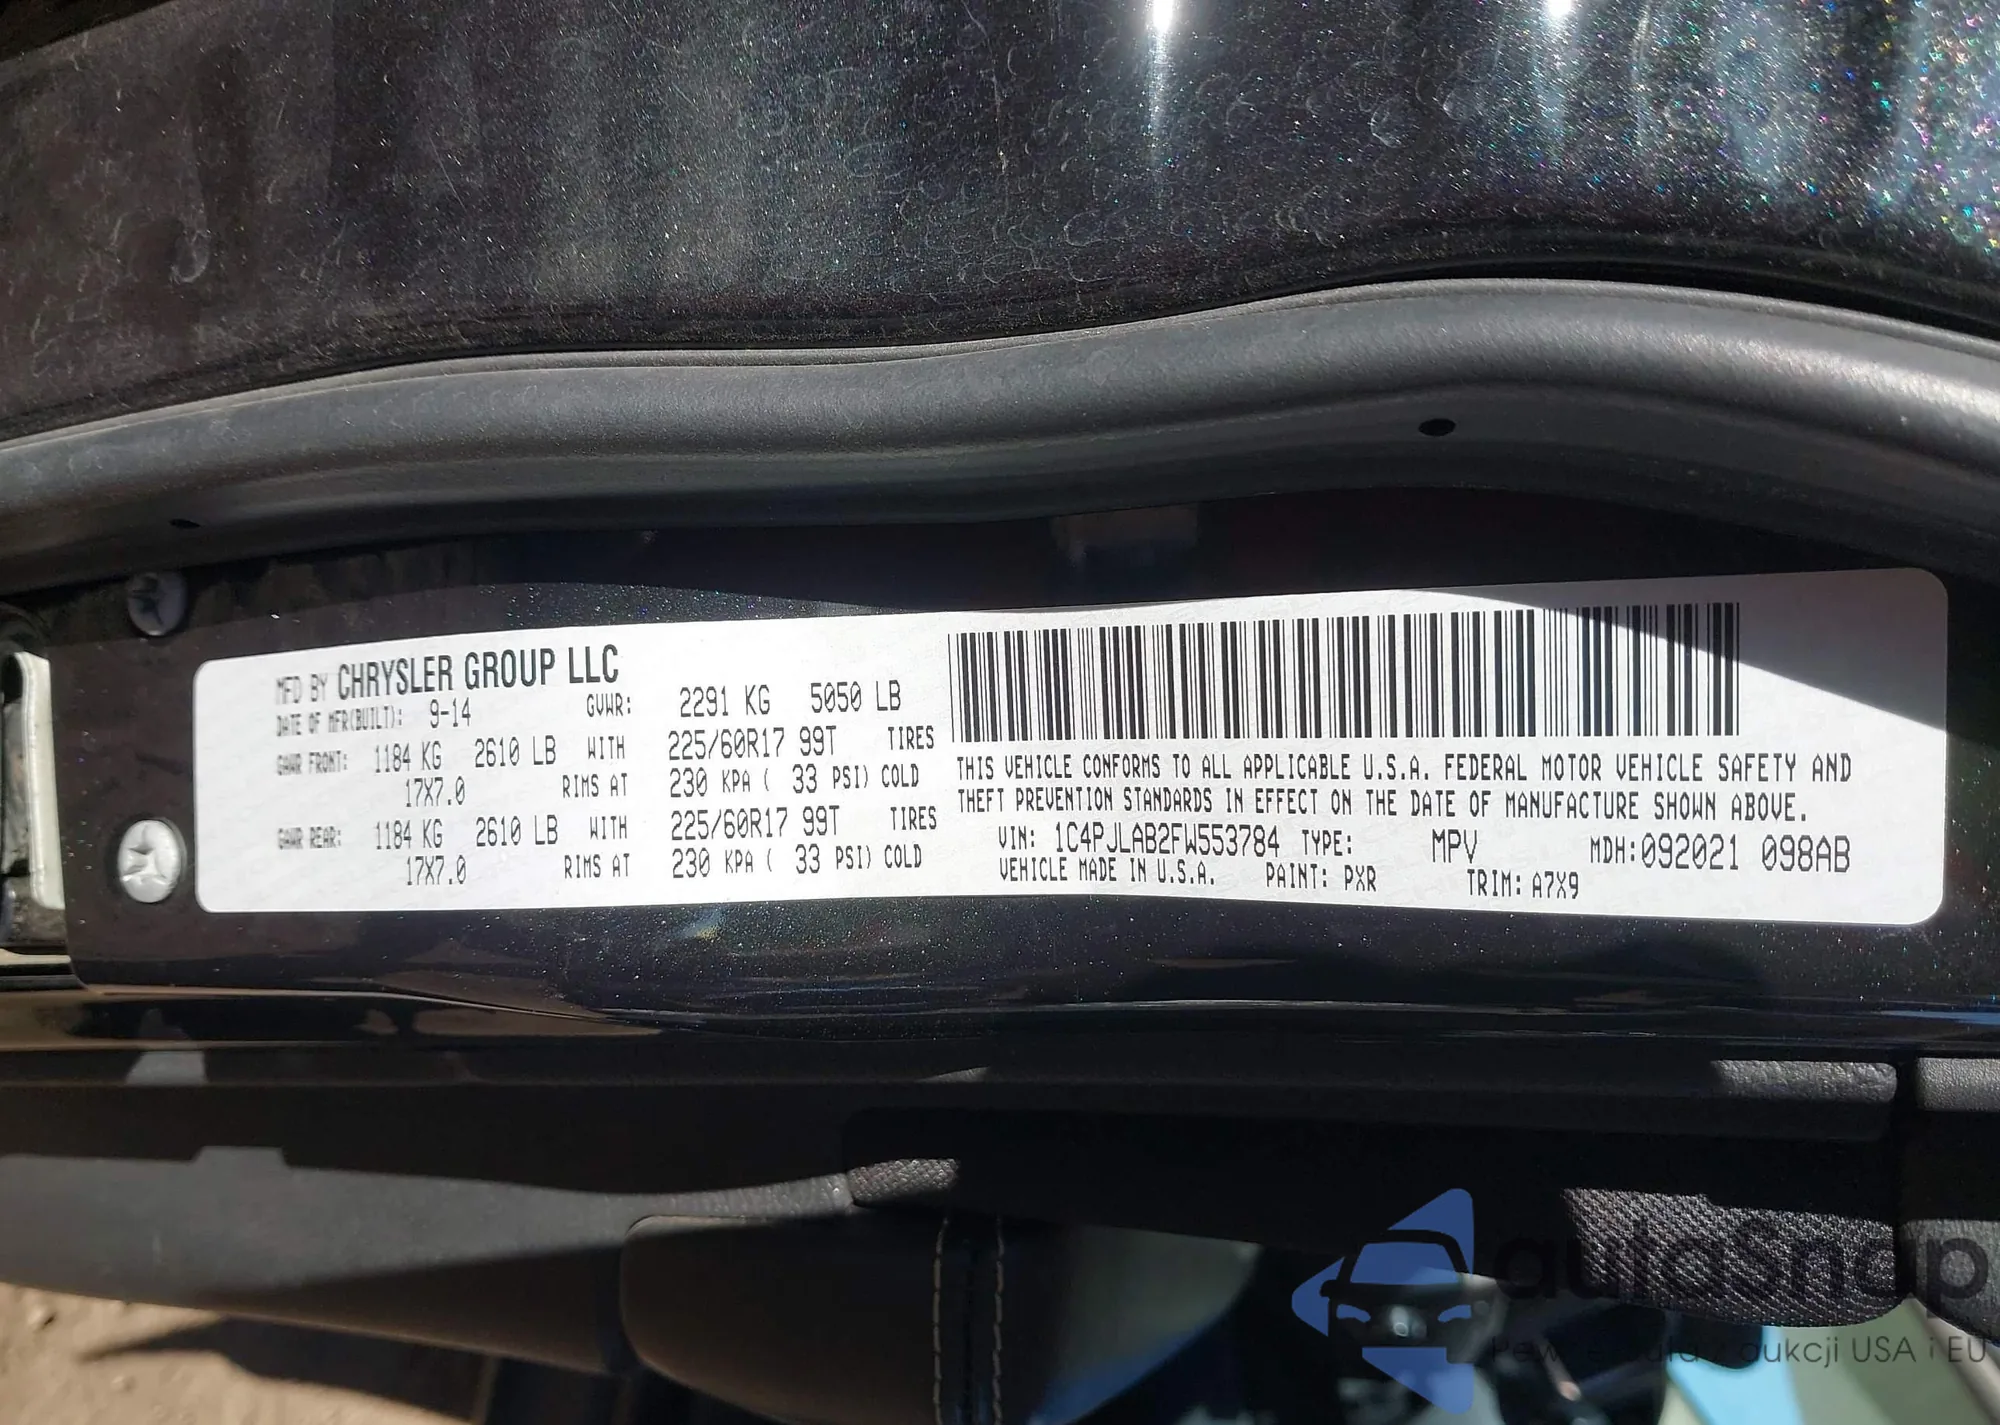 MFD BY CHRYSLER GROUP LLC
DATE OF MFR(BUILT): 9-14 GVWR: 2291 KG 5050 LB
GAWR FRONT: 1184 KG 2610 LB WITH 225/60R17 99T TIRES
17X7.0 RIMS AT 230 KPA ( 33 PSI) COLD
GAWR REAR: 1184 KG 2610 LB WITH 225/60R17 99T TIRES
17X7.0 RIMS AT 230 KPA ( 33 PSI) COLD
THIS VEHICLE CONFORMS TO ALL APPLICABLE U.S.A. FEDERAL MOTOR VEHICLE SAFETY AND
THEFT PREVENTION STANDARDS IN EFFECT ON THE DATE OF MANUFACTURE SHOWN ABOVE.
VIN: 1C4PJLAB2FW553784 TYPE: MPV MDH:092021 098AB
VEHICLE MADE IN U.S.A. PAINT: PXR TRIM: A7X9
autoSnap
aukcji USA i EU